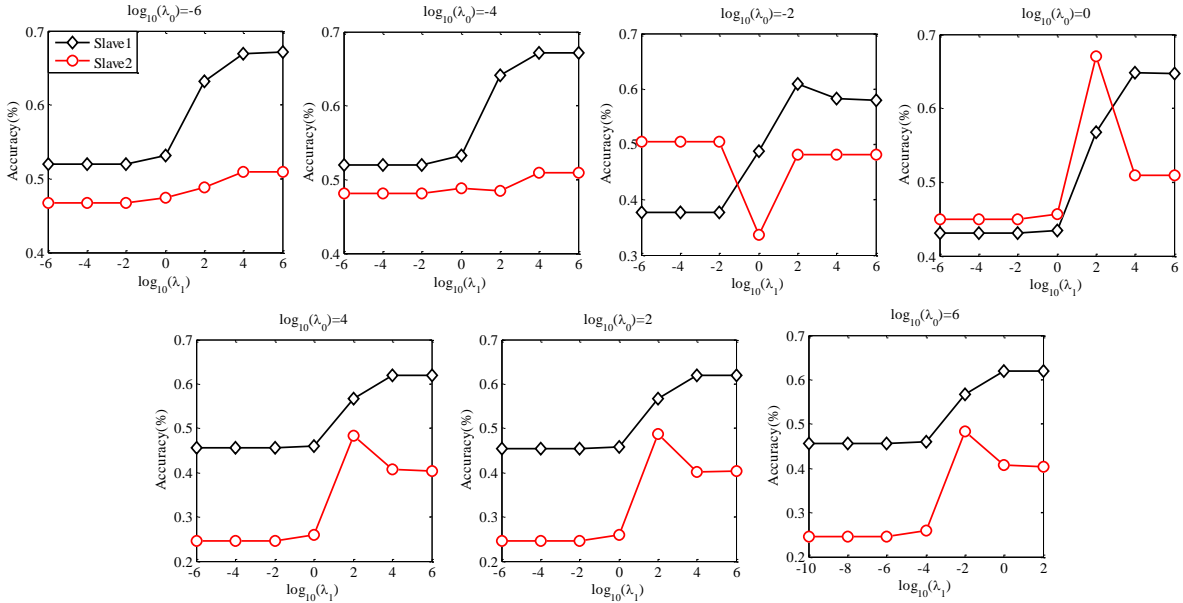 log10(λ0)=-6
log10(λ0)=-4
log10(λ0)=-2
log10(λ0)=0
Slave1
Slave2
Accuracy(%)
0.7
0.6
0.5
0.4
-6 -4 -2 0 2 4 6
log10(λ1)
Accuracy(%)
0.7
0.6
0.5
0.4
-6 -4 -2 0 2 4 6
log10(λ1)
Accuracy(%)
0.7
0.6
0.5
0.4
0.3
-6 -4 -2 0 2 4 6
log10(λ1)
Accuracy(%)
0.7
0.6
0.5
0.4
-6 -4 -2 0 2 4 6
log10(λ1)
log10(λ0)=4
log10(λ0)=2
log10(λ0)=6
Accuracy(%)
0.7
0.6
0.5
0.4
0.3
0.2
-6 -4 -2 0 2 4 6
log10(λ1)
Accuracy(%)
0.7
0.6
0.5
0.4
0.3
0.2
-6 -4 -2 0 2 4 6
log10(λ1)
Accuracy(%)
0.7
0.6
0.5
0.4
0.3
0.2
-10 -8 -6 -4 -2 0 2
log10(λ1)